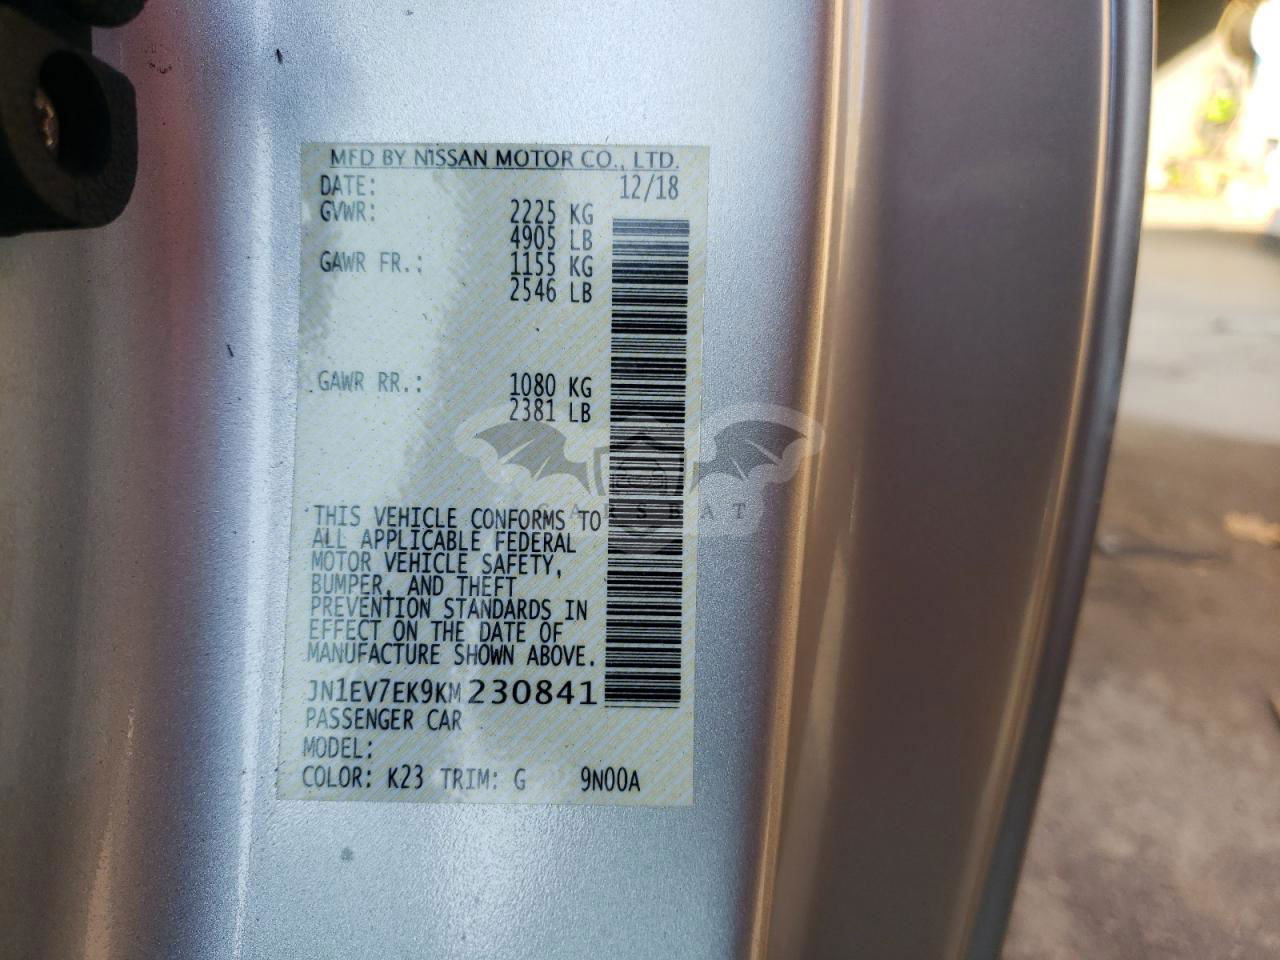 MFD BY NISSAN MOTOR CO., LTD.
DATE: 12/18
GVWR: 2225 KG
4905 LB
GAWR FR.: 1155 KG
2546 LB
GAWR RR.: 1080 KG
2381 LB
THIS VEHICLE CONFORMS TO
ALL APPLICABLE FEDERAL
MOTOR VEHICLE SAFETY,
BUMPER, AND THEFT
PREVENTION STANDARDS IN
EFFECT ON THE DATE OF
MANUFACTURE SHOWN ABOVE.
JN1EV7EK9KM230841
PASSENGER CAR
MODEL:
COLOR: K23 TRIM: G 9N00A
CARSBAT